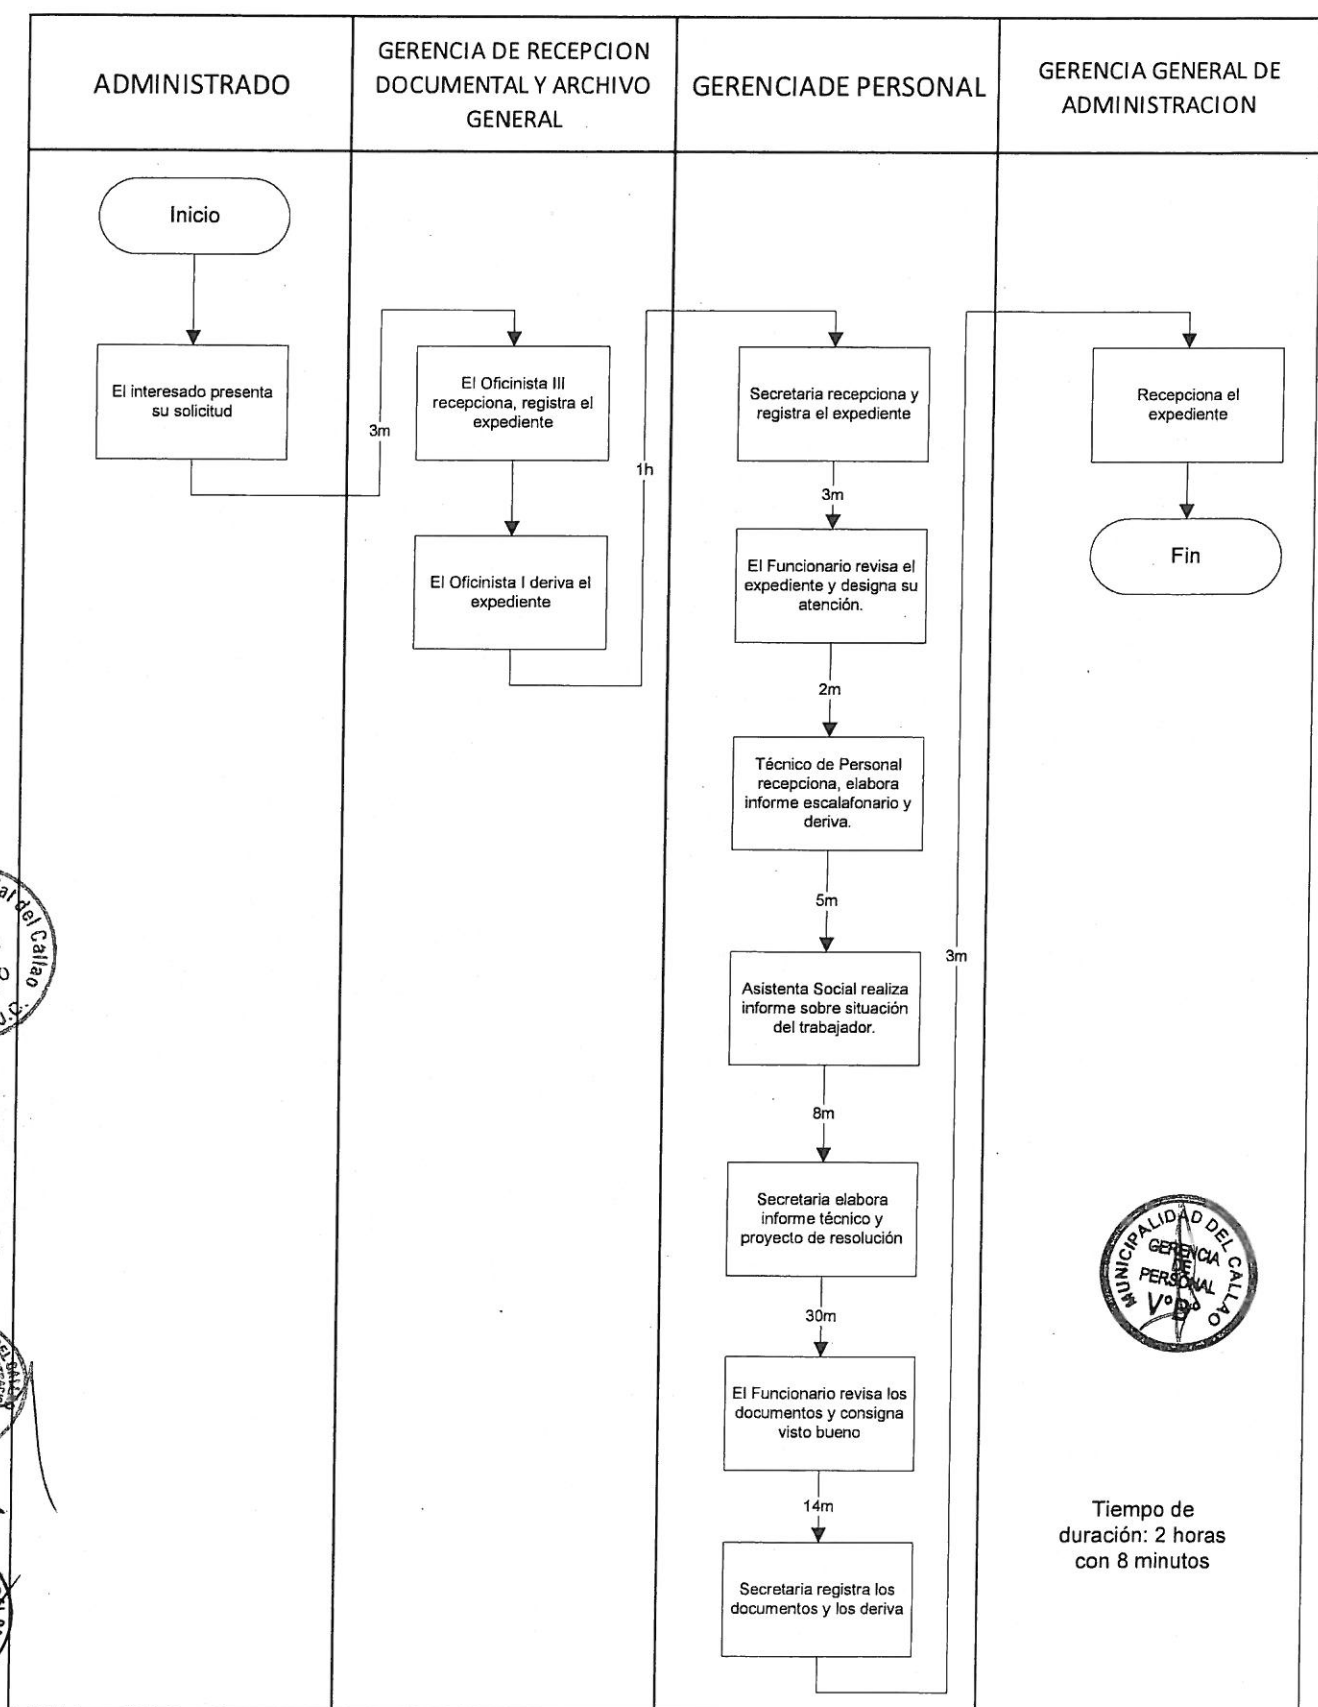 ADMINISTRADO
GERENCIA DE RECEPCION
DOCUMENTAL Y ARCHIVO
GENERAL
GERENCIADE PERSONAL
GERENCIA GENERAL DE
ADMINISTRACION
Inicio
El interesado presenta
su solicitud
3m
El Oficinista III
recepciona, registra el
expediente
El Oficinista I deriva el
expediente
1h
Secretaria recepciona y
registra el expediente
3m
El Funcionario revisa el
expediente y designa su
atención.
2m
Técnico de Personal
recepciona, elabora
informe escalafonario y
deriva.
5m
Asistenta Social realiza
informe sobre situación
del trabajador.
8m
Secretaria elabora
informe técnico y
proyecto de resolución
30m
El Funcionario revisa los
documentos y consigna
visto bueno
14m
Secretaria registra los
documentos y los deriva
3m
Recepciona el
expediente
Fin
MUNICIPALIDAD DEL CALLAO
GERENCIA
DE
PERSONAL
V°B°
Tiempo de
duración: 2 horas
con 8 minutos
del Callao